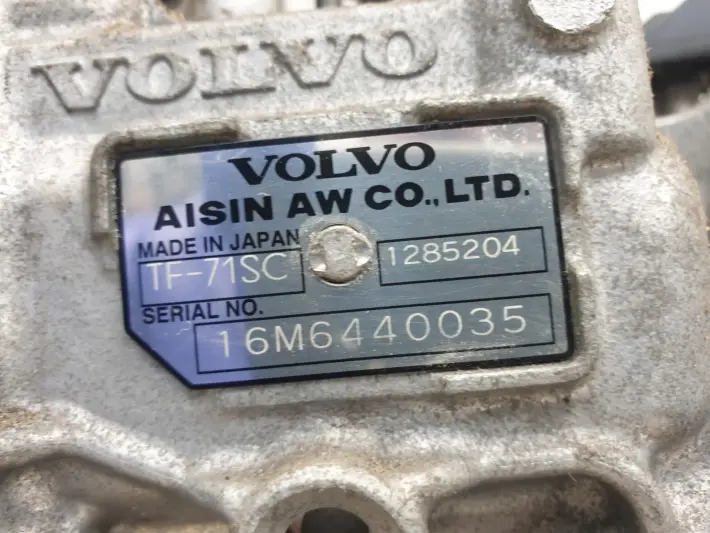 VOLVO
VOLVO
AISIN AW CO., LTD.
MADE IN JAPAN
TF-71SC 1285204
SERIAL NO.
16M6440035